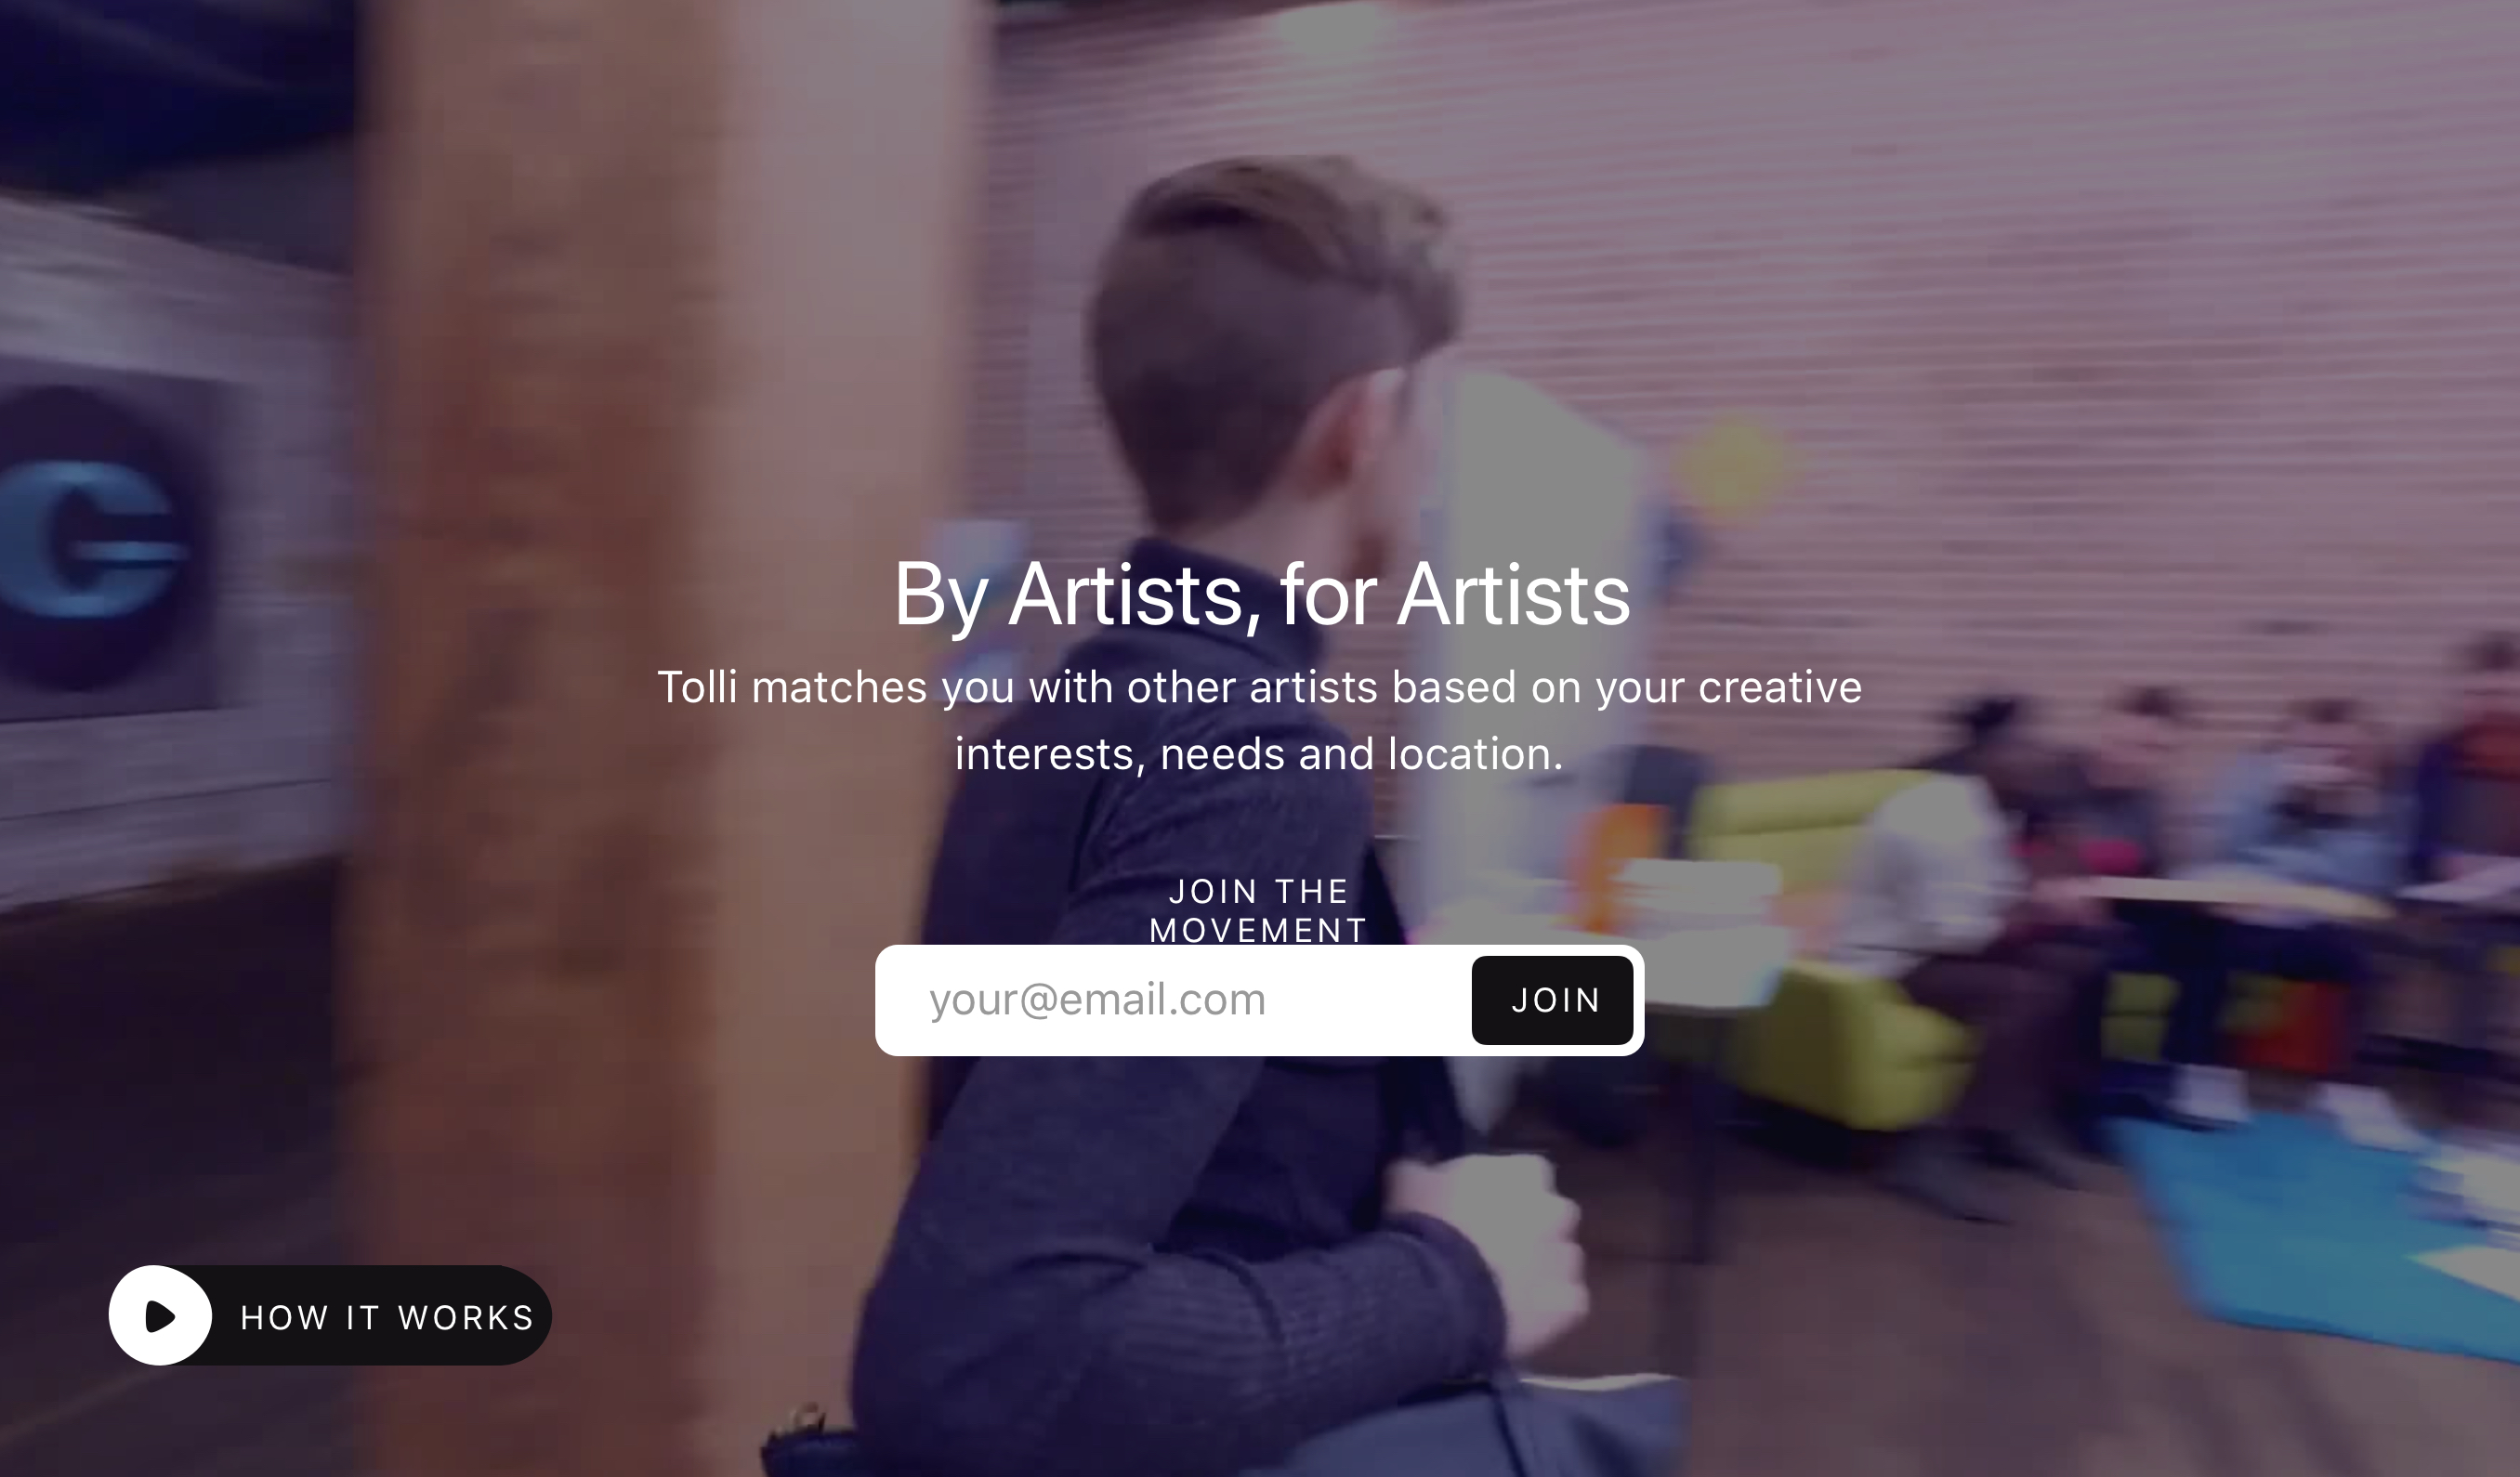 By Artists, for Artists
Tolli matches you with other artists based on your creative
interests, needs and location.
JOIN THE
MOVEMENT
your@email.com
JOIN
HOW IT WORKS